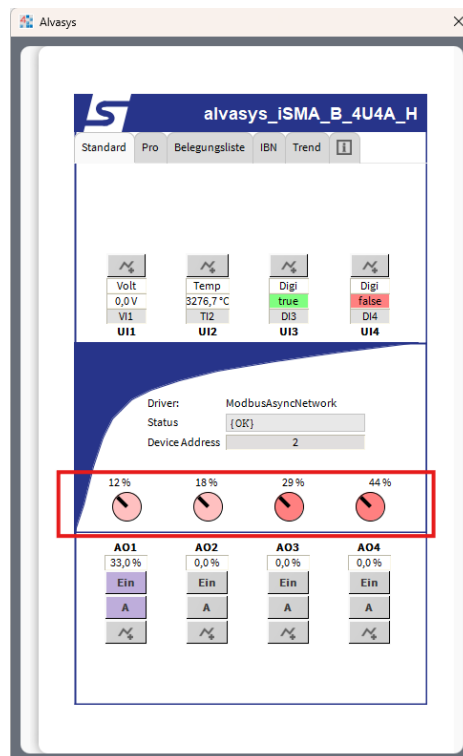 Alvasys
alvasys_iSMA_B_4U4A_H
Standard Pro Belegungsliste IBN Trend i
Volt Temp Digi Digi
0,0 V 3276,7 °C true false
VI1 TI2 DI3 DI4
UI1 UI2 UI3 UI4
Driver: ModbusAsyncNetwork
Status {OK}
Device Address 2
12 % 18 % 29 % 44 %
AO1 AO2 AO3 AO4
33,0 % 0,0 % 0,0 % 0,0 %
Ein Ein Ein Ein
A A A A